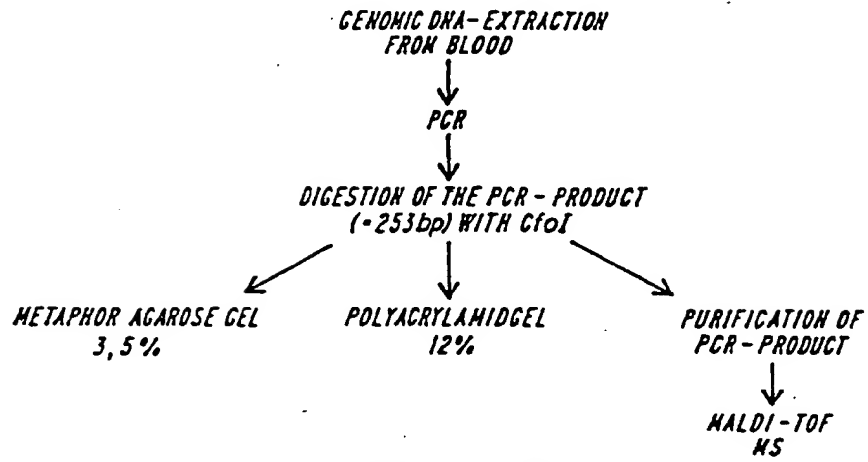 GENOMIC DNA-EXTRACTION
FROM BLOOD
PCR
DIGESTION OF THE PCR-PRODUCT
(=253bp) WITH CfoI
METAPHOR AGAROSE GEL
3,5%
POLYACRYLAMIDGEL
12%
PURIFICATION OF
PCR-PRODUCT
MALDI-TOF
MS